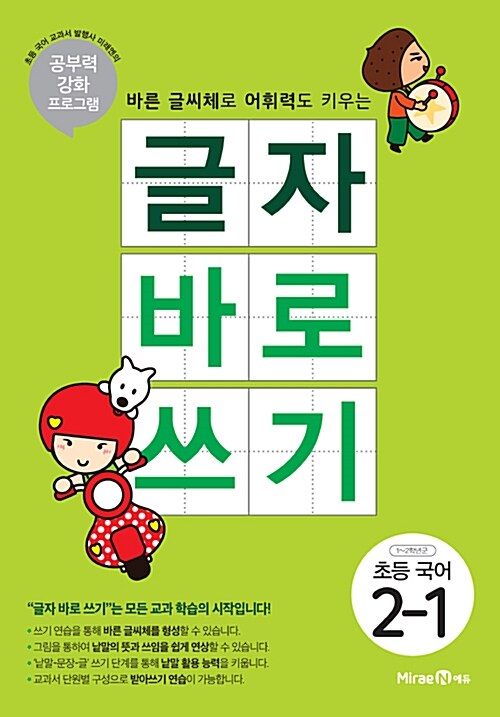 초등 국어 교과서 발행사 미래엔의
공부력
강화
프로그램
바른 글씨체로 어휘력도 키우는
글자
바로
쓰기
1~2학년군
초등 국어
2-1
“글자 바로 쓰기”는 모든 교과 학습의 시작입니다!
• 쓰기 연습을 통해 바른 글씨체를 형성할 수 있습니다.
• 그림을 통하여 낱말의 뜻과 쓰임을 쉽게 연상할 수 있습니다.
• ‘낱말-문장-글’ 쓰기 단계를 통해 낱말 활용 능력을 키웁니다.
• 교과서 단원별 구성으로 받아쓰기 연습이 가능합니다.
Mirae N 에듀